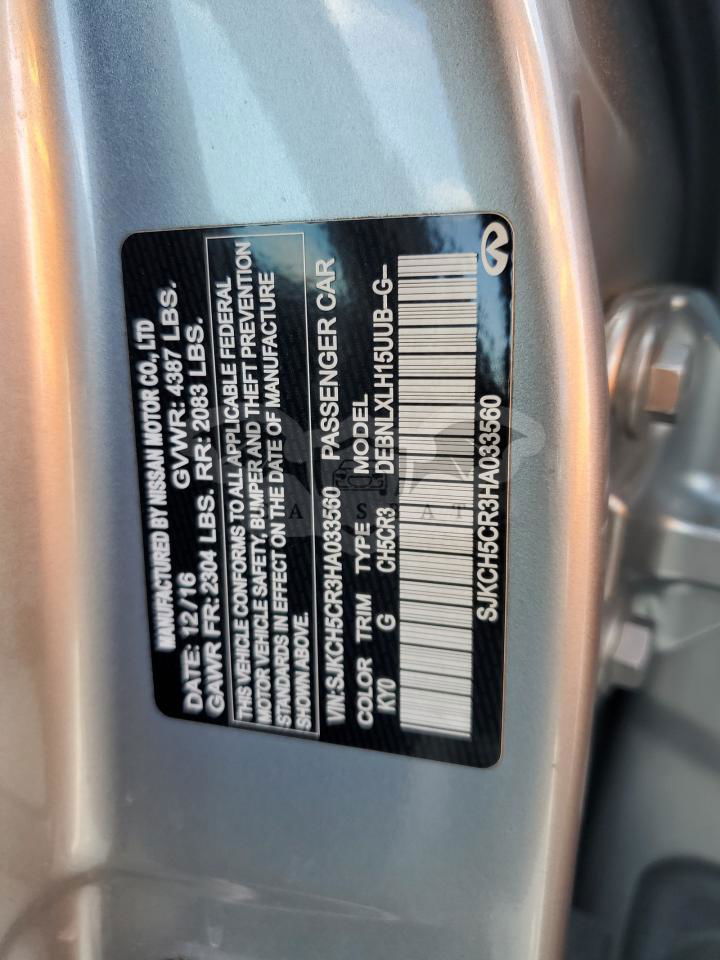 MANUFACTURED BY NISSAN MOTOR CO., LTD
DATE: 12/16 GVWR: 4387 LBS.
GAWR FR: 2304 LBS. RR: 2083 LBS.
THIS VEHICLE CONFORMS TO ALL APPLICABLE FEDERAL
MOTOR VEHICLE SAFETY, BUMPER AND THEFT PREVENTION
STANDARDS IN EFFECT ON THE DATE OF MANUFACTURE
SHOWN ABOVE.
VIN:SJKCH5CR3HA033560 PASSENGER CAR
COLOR TRIM TYPE MODEL
KY0 G CH5CR3 DEBNLXLH15UUB-G-
SJKCH5CR3HA033560